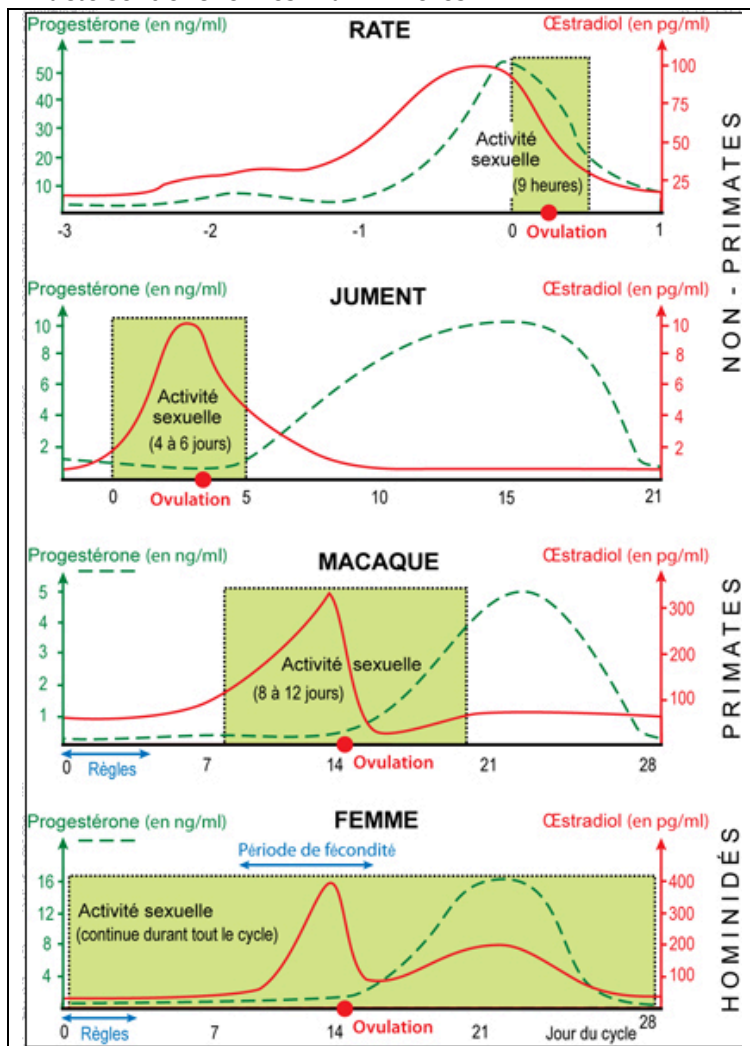 RATE
Progestérone (en ng/ml)
Œstradiol (en pg/ml)
50
40
30
20
10
100
75
50
25
Activité
sexuelle
(9 heures)
-3
-2
-1
0
Ovulation
1
JUMENT
Progestérone (en ng/ml)
Œstradiol (en pg/ml)
10
8
6
4
2
10
8
6
4
2
Activité
sexuelle
(4 à 6 jours)
0
Ovulation
5
10
15
21
NON - PRIMATES
MACAQUE
Progestérone (en ng/ml)
Œstradiol (en pg/ml)
5
4
3
2
1
300
200
100
Activité sexuelle
(8 à 12 jours)
0
Règles
7
14
Ovulation
21
28
PRIMATES
FEMME
Progestérone (en ng/ml)
Œstradiol (en pg/ml)
Période de fécondité
16
12
8
4
400
300
200
100
Activité sexuelle
(continue durant tout le cycle)
0
Règles
7
14
Ovulation
21
Jour du cycle
28
HOMINIDÉS